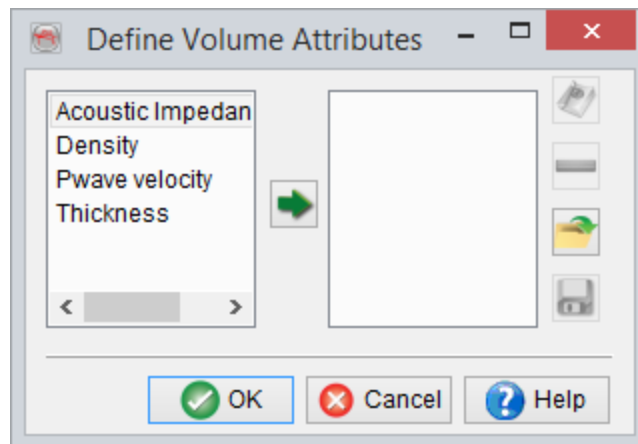 Define Volume Attributes
Acoustic Impedan
Density
Pwave velocity
Thickness
OK
Cancel
Help